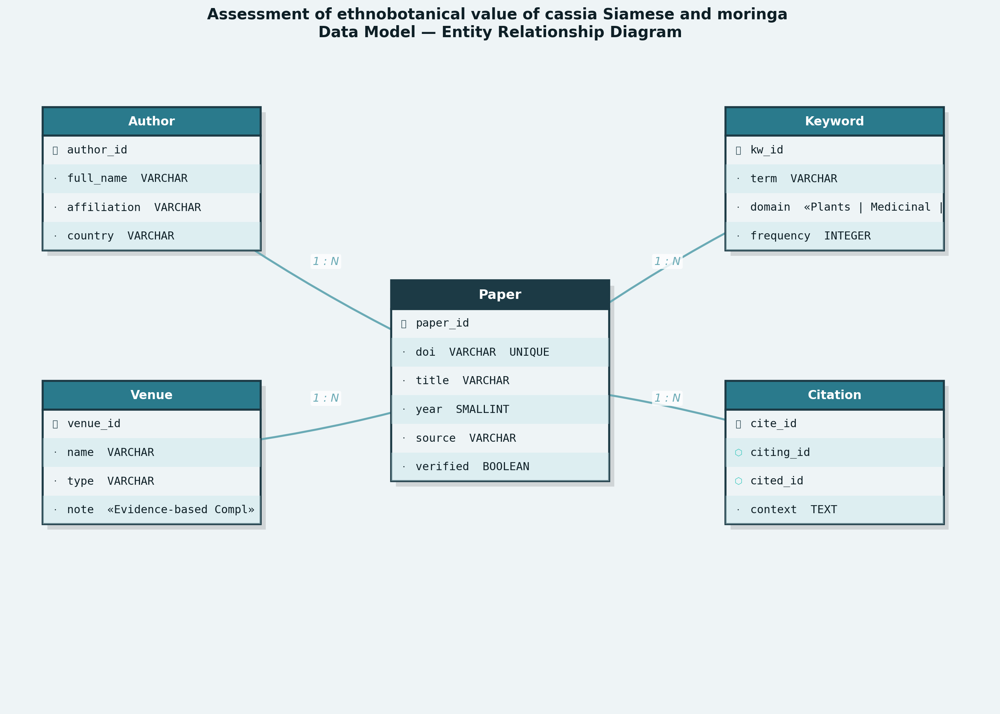 Assessment of ethnobotanical value of cassia Siamese and moringa
Data Model — Entity Relationship Diagram
Author
author_id
· full_name VARCHAR
· affiliation VARCHAR
· country VARCHAR
Keyword
kw_id
· term VARCHAR
· domain «Plants | Medicinal |
· frequency INTEGER
1 : N
1 : N
Paper
paper_id
· doi VARCHAR UNIQUE
· title VARCHAR
· year SMALLINT
· source VARCHAR
· verified BOOLEAN
1 : N
1 : N
Venue
venue_id
· name VARCHAR
· type VARCHAR
· note «Evidence-based Compl»
Citation
cite_id
⬡ citing_id
⬡ cited_id
· context TEXT